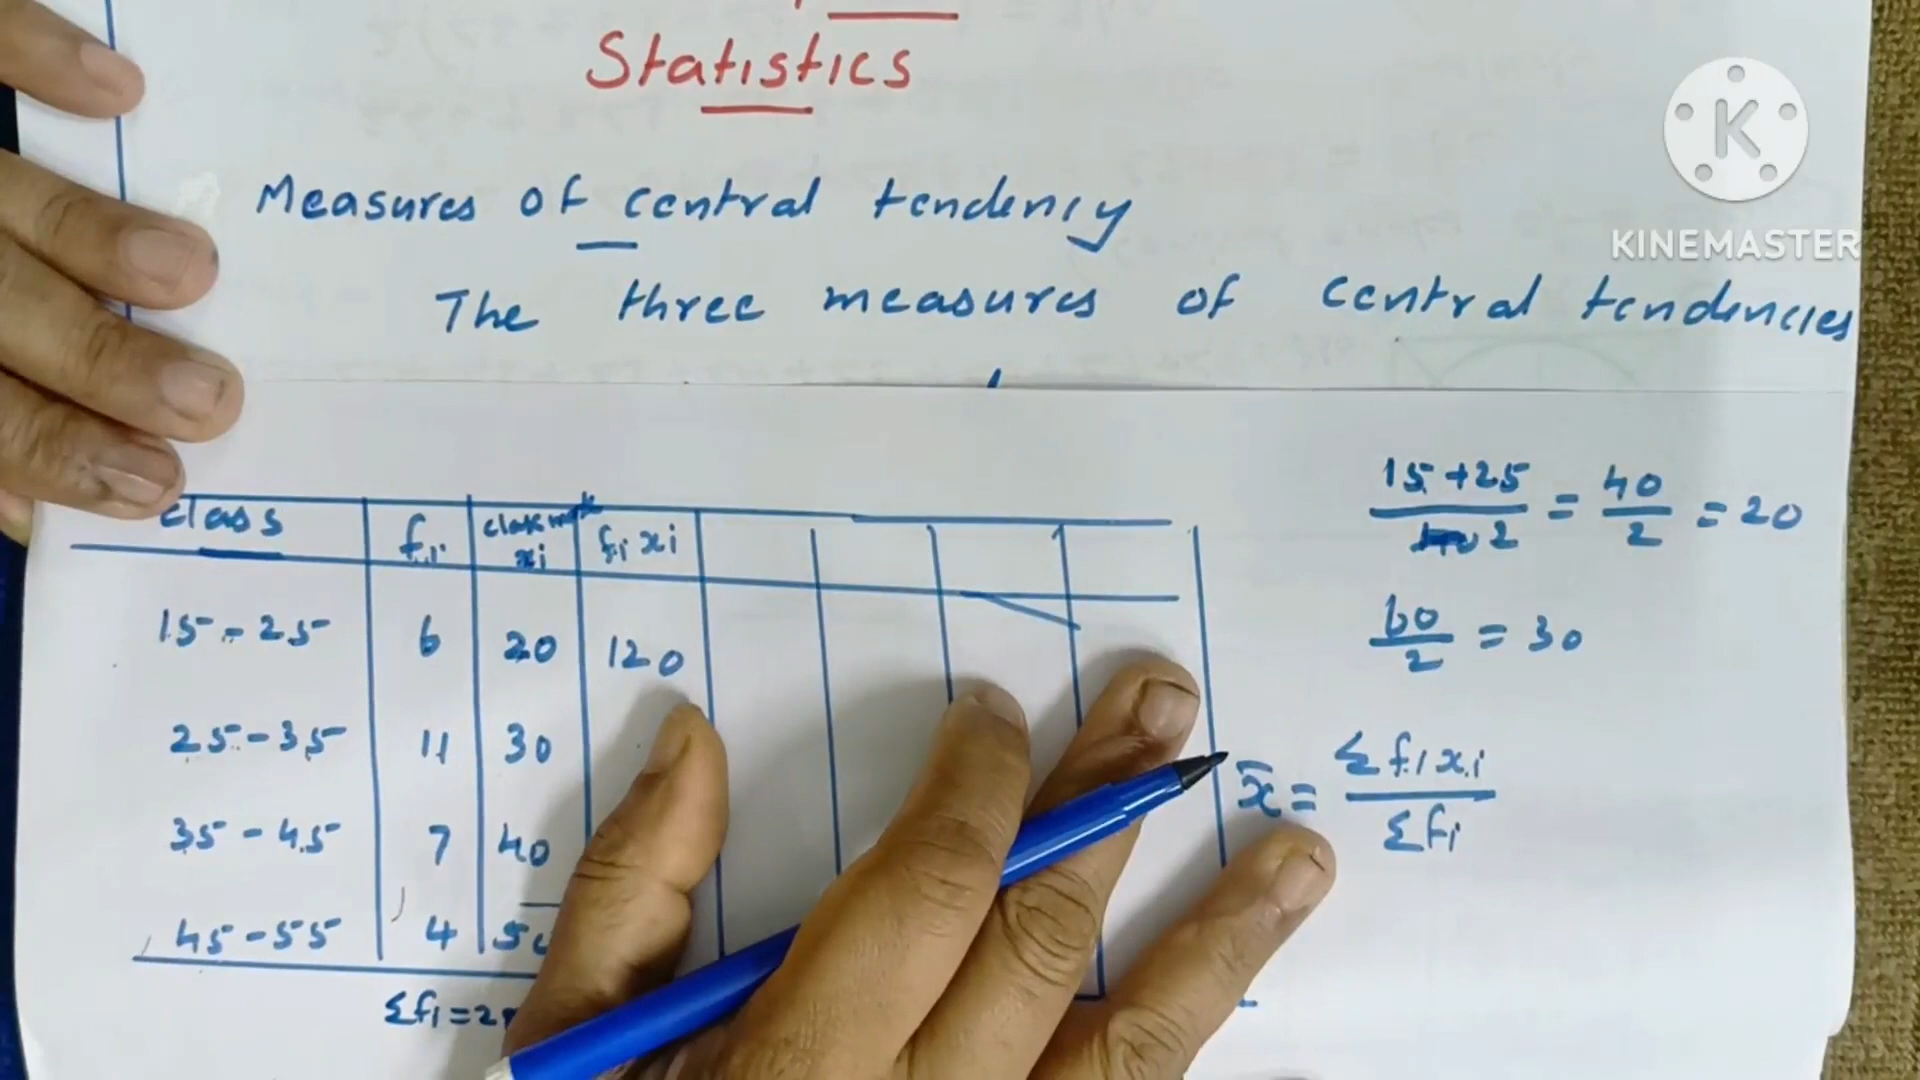 Statistics
Measures of central tendency
The three measures of central tendencies
K
KINEMASTER
class fi class mark xi fi xi
15 - 25 6 20 120
25 - 35 11 30
35 - 45 7 40
45 - 55 4
Σfi =
15 + 25 / 2 = 40 / 2 = 20
60 / 2 = 30
x̄ = Σ fi xi / Σ fi